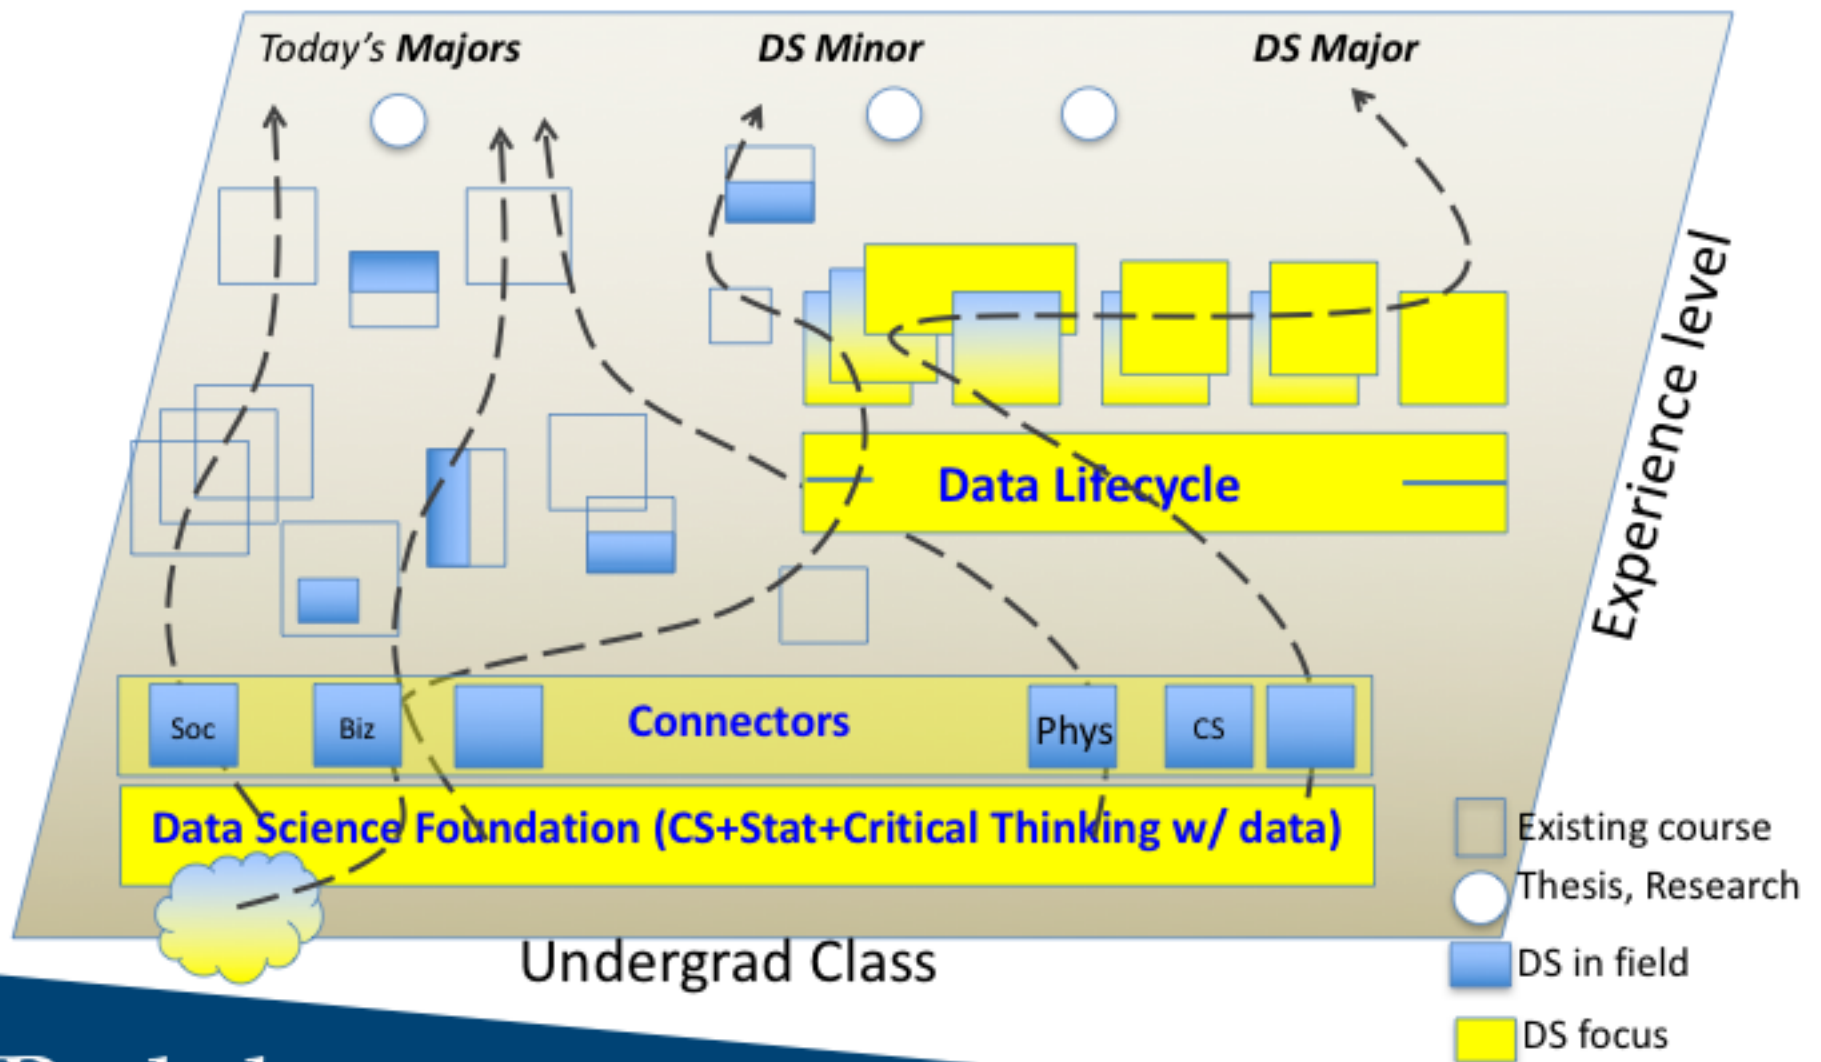 Today's Majors
DS Minor
DS Major
Experience level
Data Lifecycle
Soc
Biz
Connectors
Phys
CS
Data Science Foundation (CS+Stat+Critical Thinking w/ data)
Undergrad Class
Existing course
Thesis, Research
DS in field
DS focus